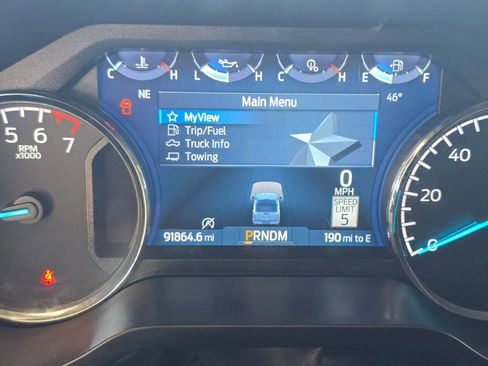 C H L H C H E F
NE 46°
Main Menu
MyView
Trip/Fuel
Truck Info
Towing
5 6 7
RPM
x1000
0
MPH
SPEED
LIMIT
5
91864.6 mi PRNDM 190 mi to E
40
20
0